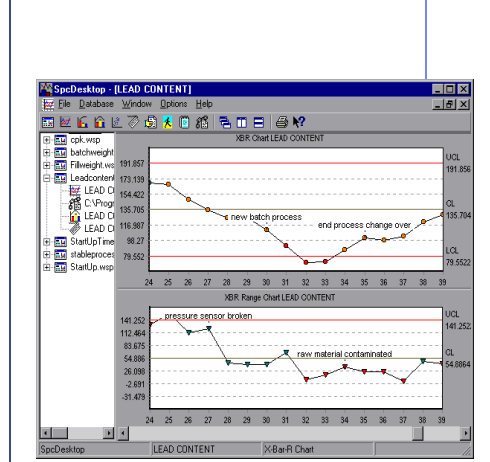 SpcDesktop - [LEAD CONTENT]
File Database Window Options Help
cpk.wsp
batchweight
Fillweight.ws
Leadcontent
LEAD C
C:\Progr
LEAD C
LEAD C
StartUpTime
stableproces
StartUp.wsp
XBR Chart LEAD CONTENT
191.857
173.139
154.422
135.705
116.987
98.27
79.552
new batch process
end process change over
UCL
191.856
CL
135.704
LCL
79.5522
24 25 26 27 28 29 30 31 32 33 34 35 36 37 38 39
XBR Range Chart LEAD CONTENT
141.252
112.464
83.675
54.886
26.098
-2.691
-31.479
pressure sensor broken
raw material contaminated
UCL
141.252
CL
54.8864
24 25 26 27 28 29 30 31 32 33 34 35 36 37 38 39
SpcDesktop LEAD CONTENT X-Bar-R Chart